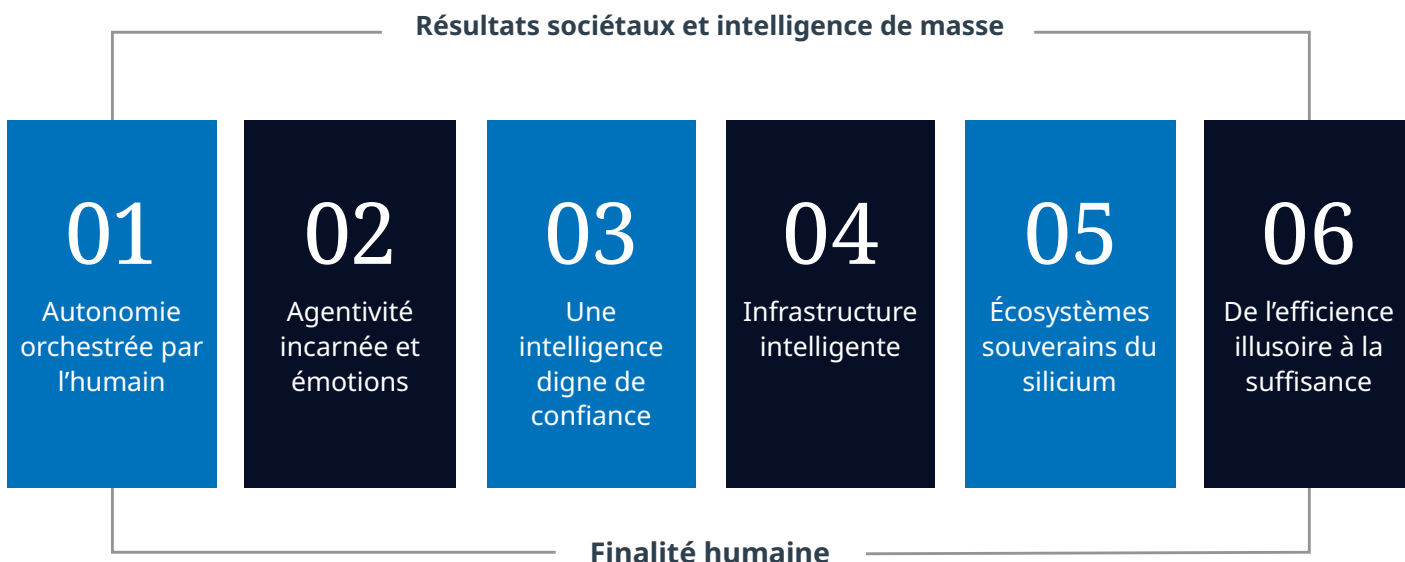 Résultats sociétaux et intelligence de masse
01
Autonomie
orchestrée par
l’humain
02
Agentivité
incarnée et
émotions
03
Une
intelligence
digne de
confiance
04
Infrastructure
intelligente
05
Écosystèmes
souverains du
silicium
06
De l’efficience
illusoire à la
suffisance
Finalité humaine